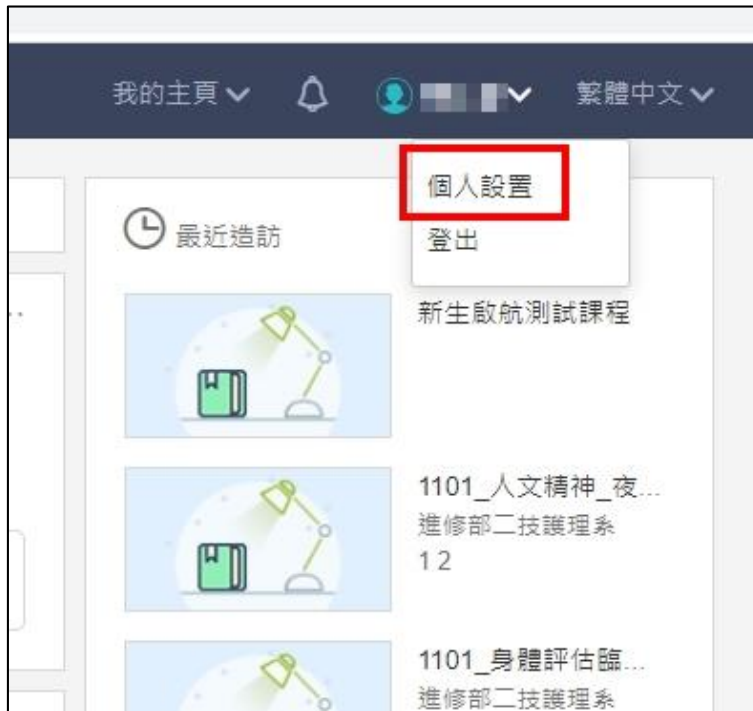 我的主頁
繁體中文
個人設置
登出
最近造訪
新生啟航測試課程
1101_人文精神_夜...
進修部二技護理系
1 2
1101_身體評估臨...
進修部二技護理系